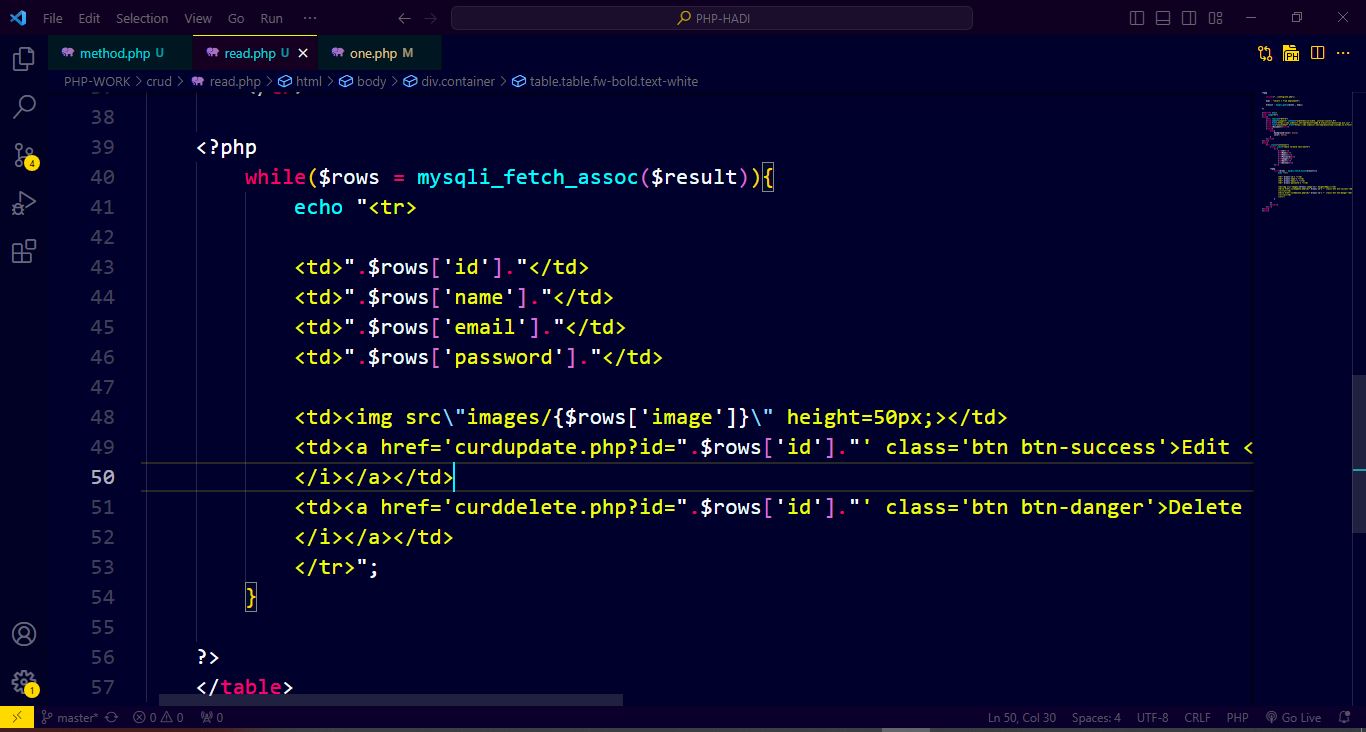 File Edit Selection View Go Run ··· PHP-HADI
method.php U read.php U one.php M
PHP-WORK > crud > read.php > html > body > div.container > table.table.fw-bold.text-white
38
39 <?php
40 while($rows = mysqli_fetch_assoc($result)){
41 echo "<tr>
42
43 <td>".$rows['id']."</td>
44 <td>".$rows['name']."</td>
45 <td>".$rows['email']."</td>
46 <td>".$rows['password']."</td>
47
48 <td><img src\"images/{$rows['image']}\" height=50px;></td>
49 <td><a href='curdupdate.php?id=".$rows['id']."' class='btn btn-success'>Edit <
50 </i></a></td>
51 <td><a href='curddelete.php?id=".$rows['id']."' class='btn btn-danger'>Delete
52 </i></a></td>
53 </tr>";
54 }
55
56 ?>
57 </table>
4
1
master* 0 0 0 Ln 50, Col 30 Spaces: 4 UTF-8 CRLF PHP Go Live